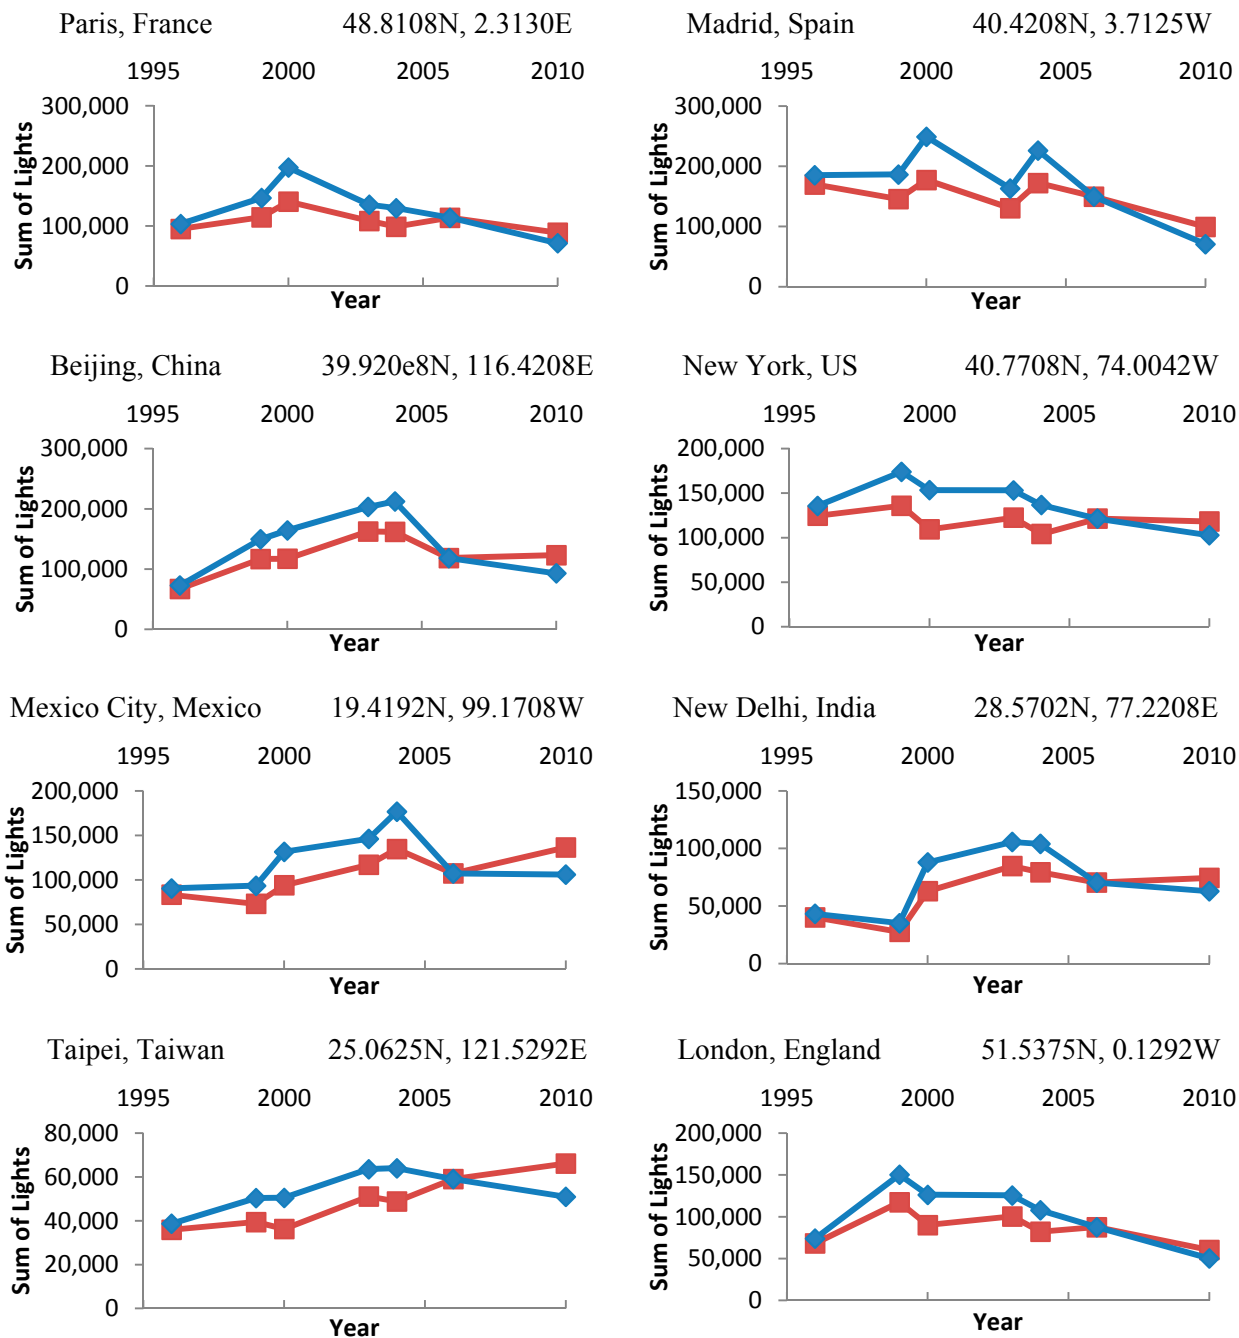 Paris, France 48.8108N, 2.3130E
1995 2000 2005 2010
300,000
200,000
100,000
0
Sum of Lights
Year
Madrid, Spain 40.4208N, 3.7125W
1995 2000 2005 2010
300,000
200,000
100,000
0
Sum of Lights
Year
Beijing, China 39.920e8N, 116.4208E
1995 2000 2005 2010
300,000
200,000
100,000
0
Sum of Lights
Year
New York, US 40.7708N, 74.0042W
1995 2000 2005 2010
200,000
150,000
100,000
50,000
0
Sum of Lights
Year
Mexico City, Mexico 19.4192N, 99.1708W
1995 2000 2005 2010
200,000
150,000
100,000
50,000
0
Sum of Lights
Year
New Delhi, India 28.5702N, 77.2208E
1995 2000 2005 2010
150,000
100,000
50,000
0
Sum of Lights
Year
Taipei, Taiwan 25.0625N, 121.5292E
1995 2000 2005 2010
80,000
60,000
40,000
20,000
0
Sum of Lights
Year
London, England 51.5375N, 0.1292W
1995 2000 2005 2010
200,000
150,000
100,000
50,000
0
Sum of Lights
Year